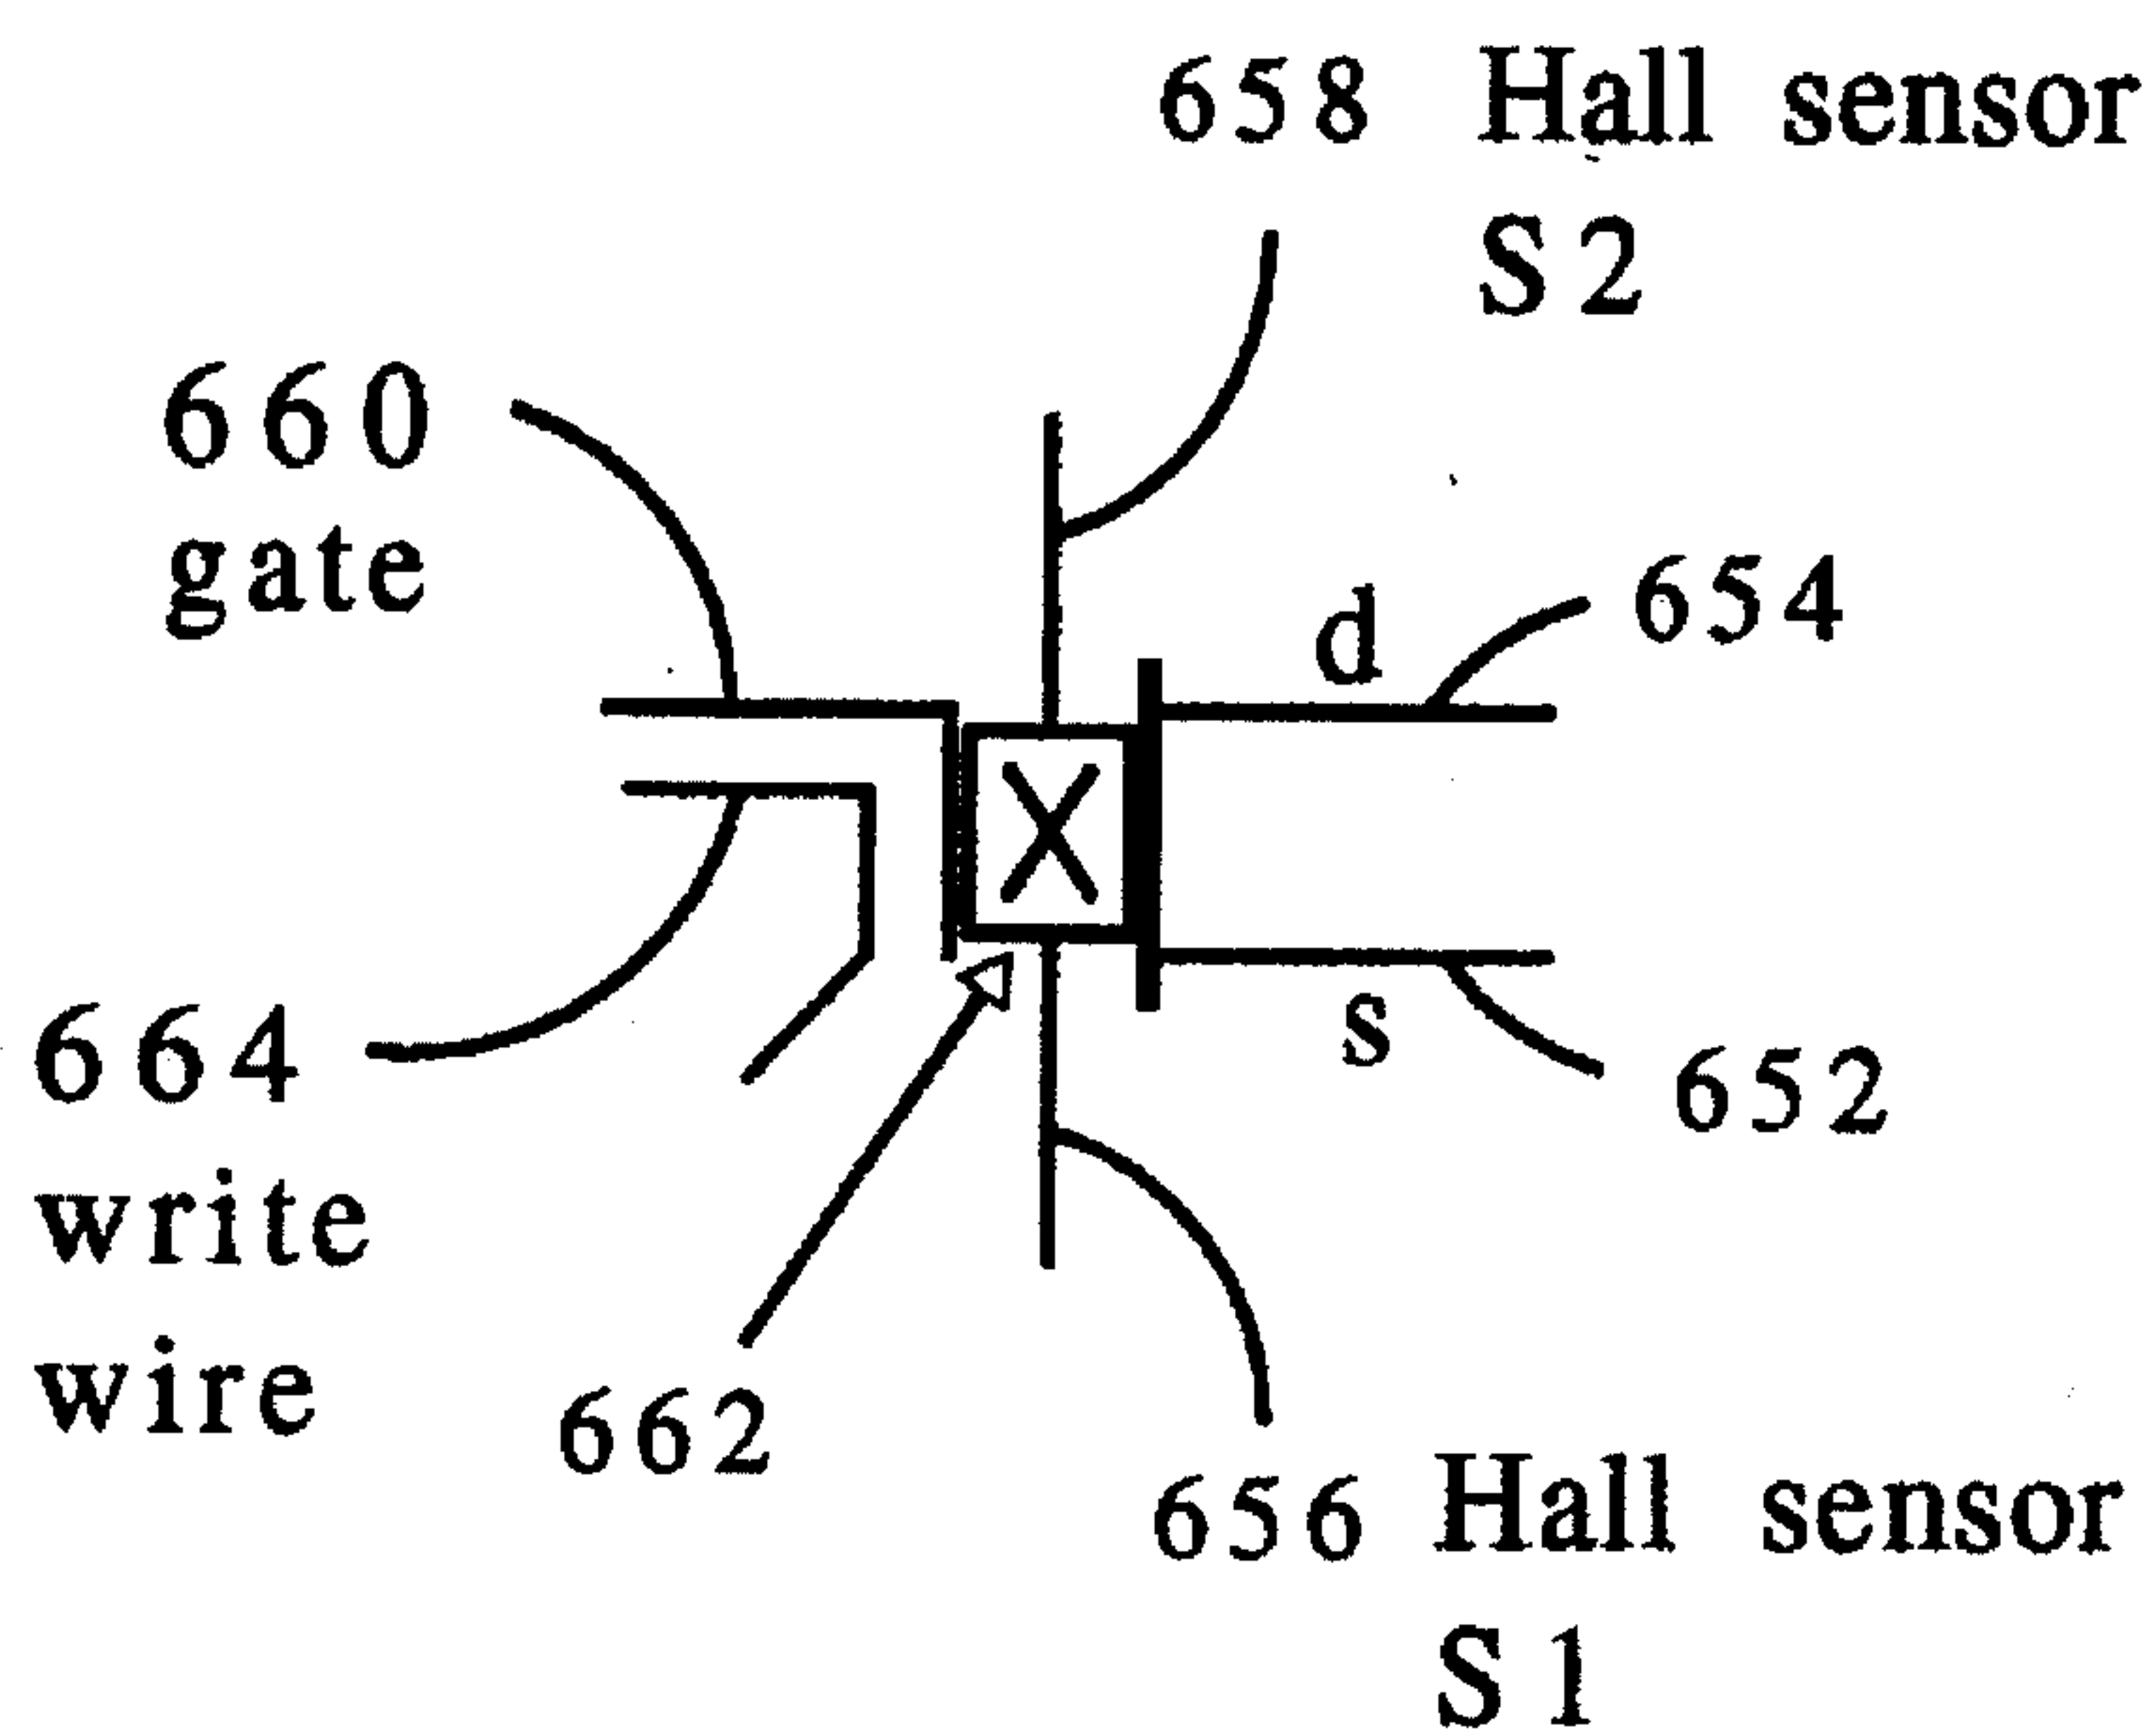 658 Hall sensor
S2
660
gate
d
654
X
664
write
wire
s
652
662
656 Hall sensor
S1